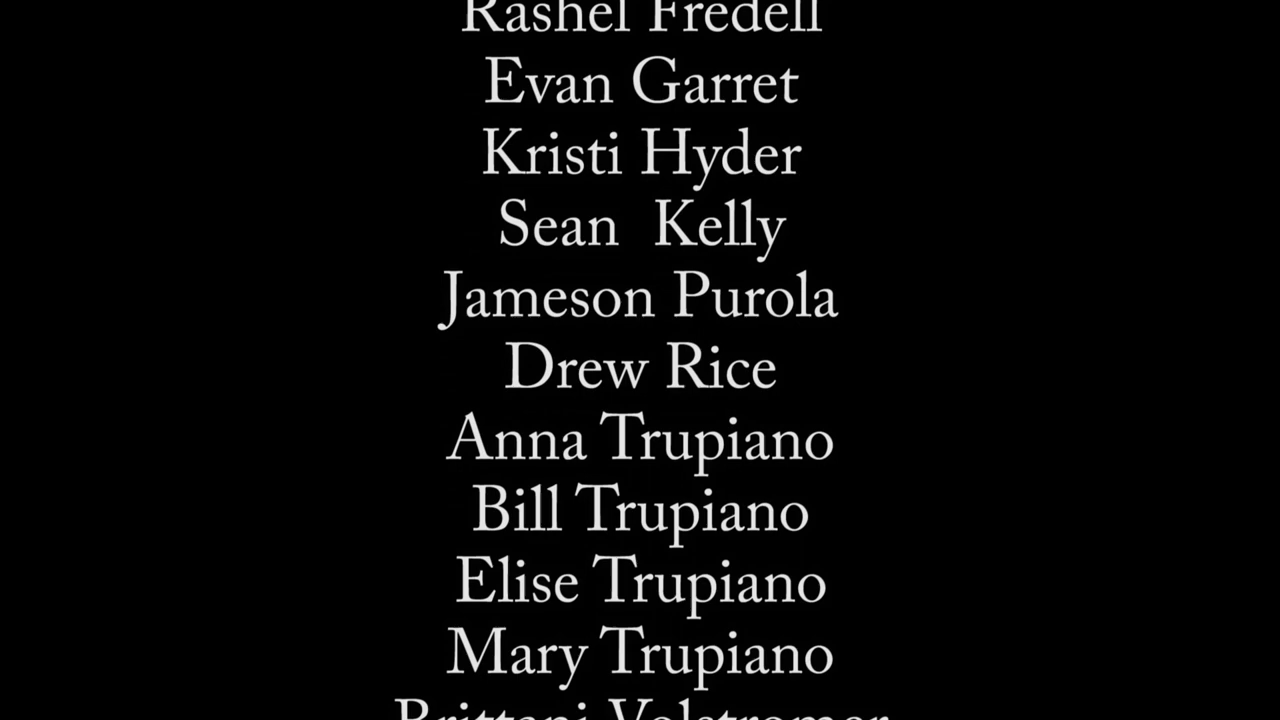 Rashel Fredell
Evan Garret
Kristi Hyder
Sean  Kelly
Jameson Purola
Drew Rice
Anna Trupiano
Bill Trupiano
Elise Trupiano
Mary Trupiano
Brittani